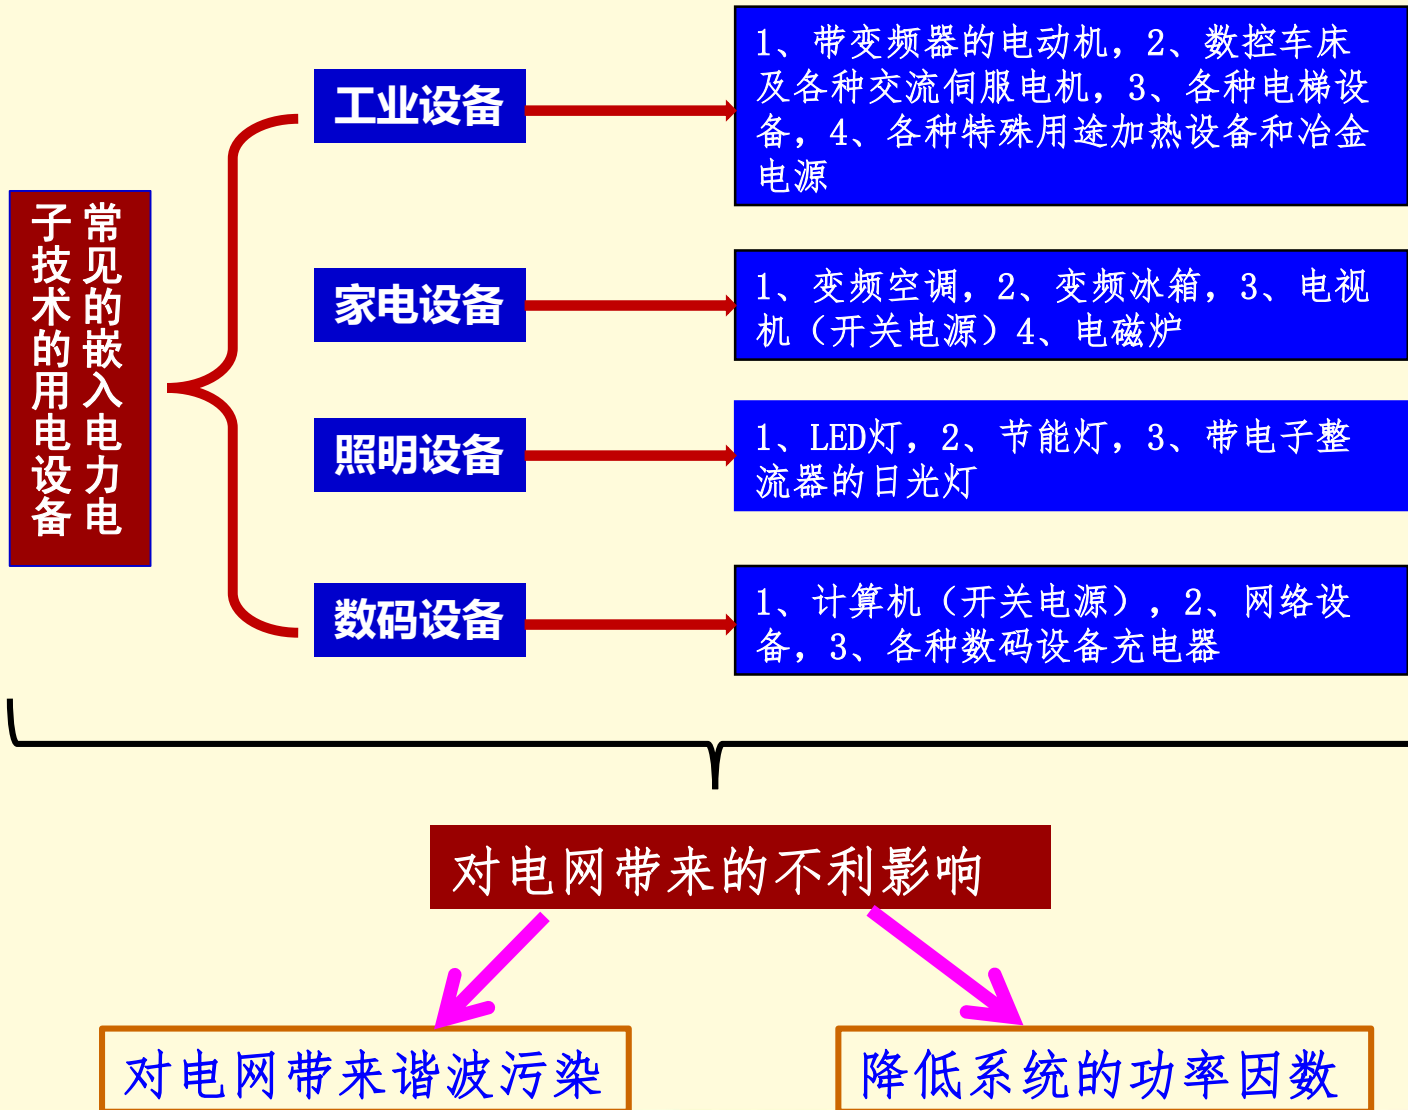 常见的嵌入电力电
子技术的用电设备
工业设备
1、带变频器的电动机，2、数控车床
及各种交流伺服电机，3、各种电梯设
备，4、各种特殊用途加热设备和冶金
电源
家电设备
1、变频空调，2、变频冰箱，3、电视
机（开关电源）4、电磁炉
照明设备
1、LED灯，2、节能灯，3、带电子整
流器的日光灯
数码设备
1、计算机（开关电源），2、网络设
备，3、各种数码设备充电器
对电网带来的不利影响
对电网带来谐波污染
降低系统的功率因数